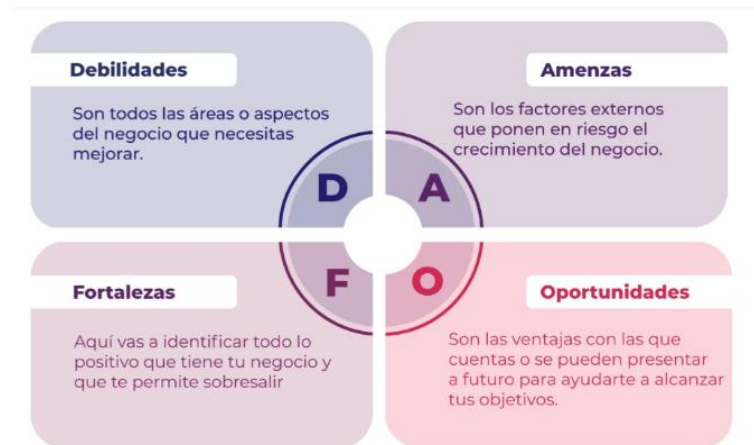 Debilidades
Son todos las áreas o aspectos
del negocio que necesitas
mejorar.
Amenzas
Son los factores externos
que ponen en riesgo el
crecimiento del negocio.
D
A
F
O
Fortalezas
Aquí vas a identificar todo lo
positivo que tiene tu negocio y
que te permite sobresalir
Oportunidades
Son las ventajas con las que
cuentas o se pueden presentar
a futuro para ayudarte a alcanzar
tus objetivos.